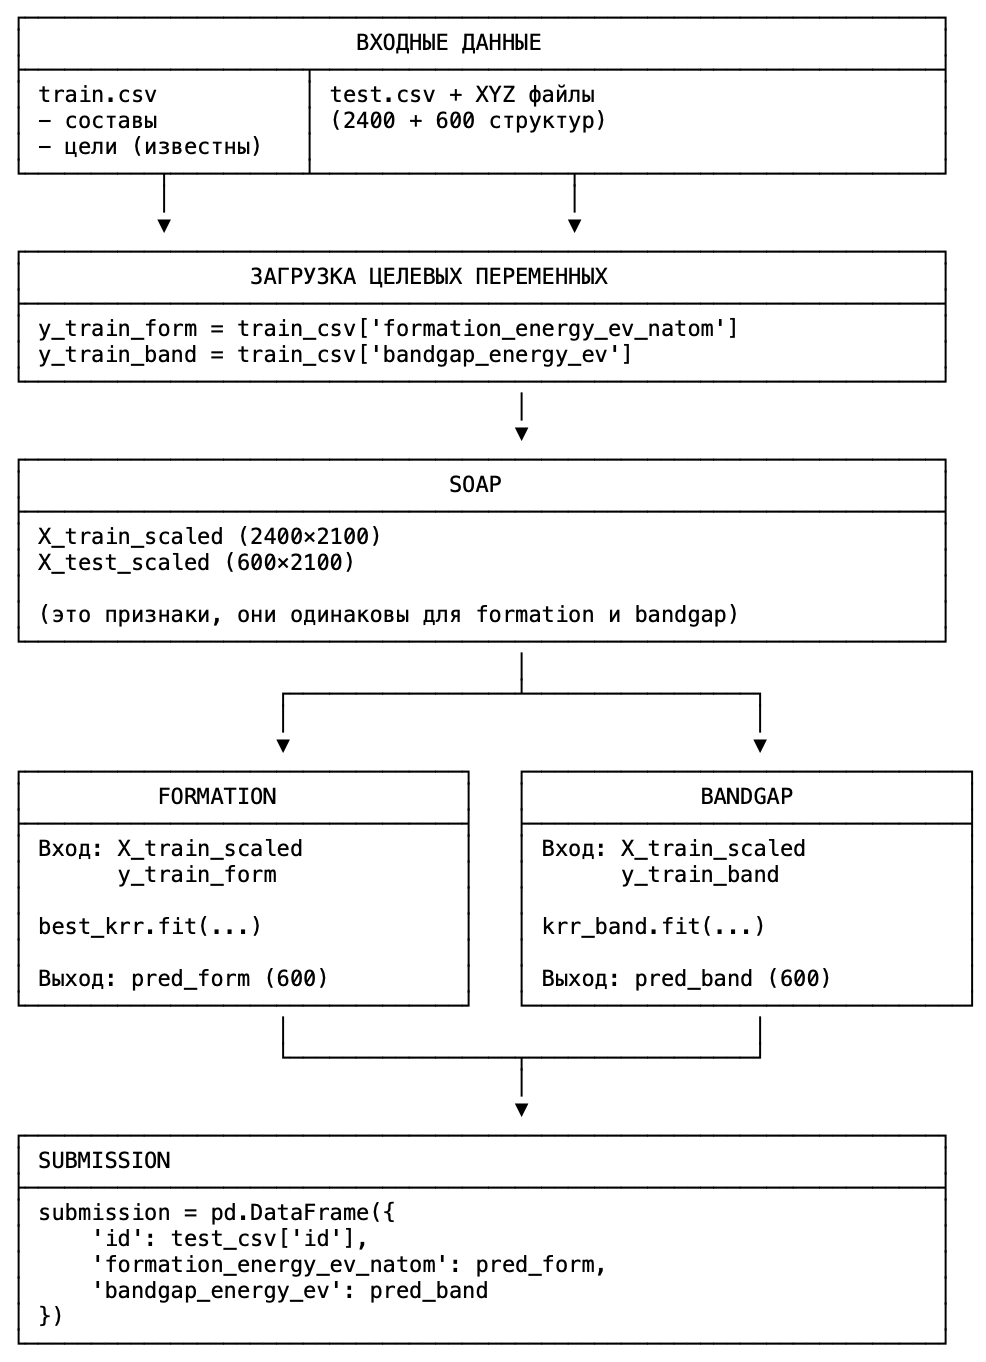 ВХОДНЫЕ ДАННЫЕ
train.csv
– составы
– цели (известны)
test.csv + XYZ файлы
(2400 + 600 структур)
ЗАГРУЗКА ЦЕЛЕВЫХ ПЕРЕМЕННЫХ
y_train_form = train_csv['formation_energy_ev_natom']
y_train_band = train_csv['bandgap_energy_ev']
SOAP
X_train_scaled (2400×2100)
X_test_scaled (600×2100)
(это признаки, они одинаковы для formation и bandgap)
FORMATION
Вход: X_train_scaled
y_train_form
best_krr.fit(...)
Выход: pred_form (600)
BANDGAP
Вход: X_train_scaled
y_train_band
krr_band.fit(...)
Выход: pred_band (600)
SUBMISSION
submission = pd.DataFrame({
'id': test_csv['id'],
'formation_energy_ev_natom': pred_form,
'bandgap_energy_ev': pred_band
})